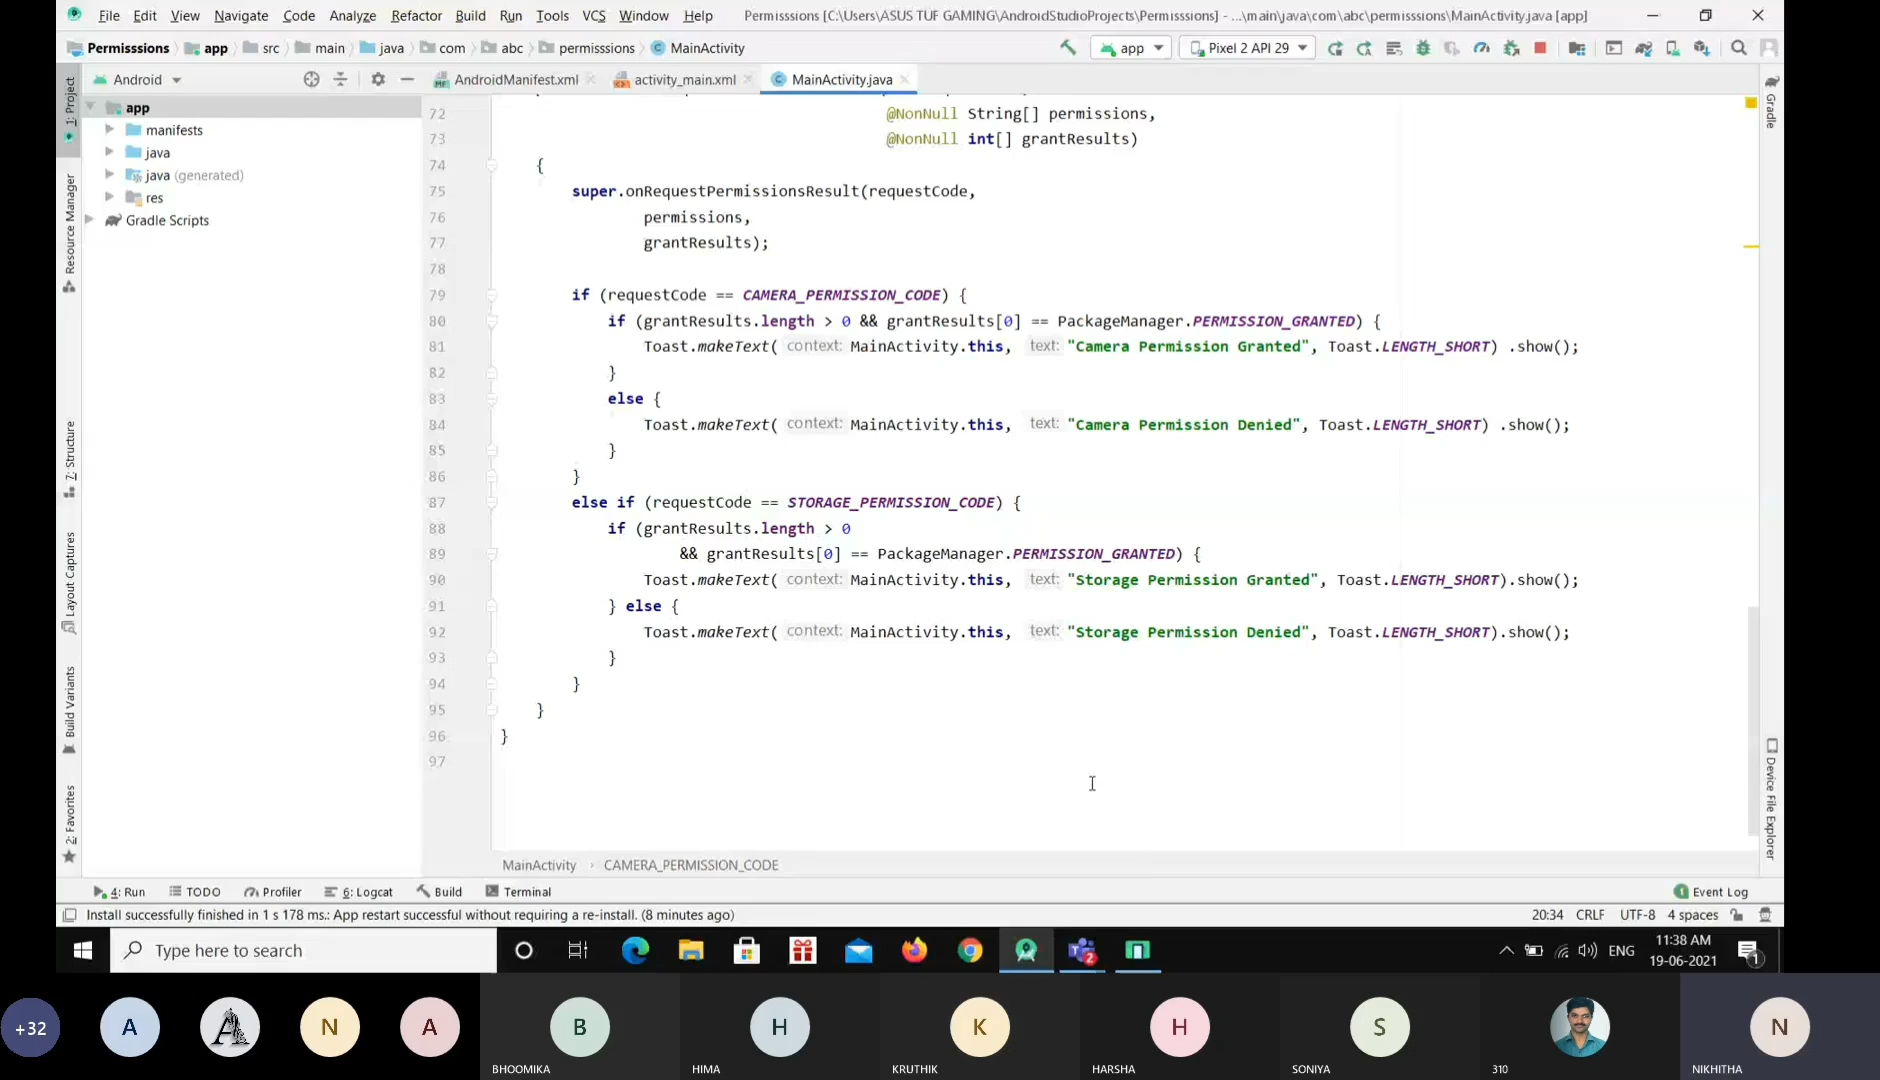 File Edit View Navigate Code Analyze Refactor Build Run Tools VCS Window Help Permisssions [C:\Users\ASUS TUF GAMING\AndroidStudioProjects\Permisssions] - ...\main\java\com\abc\permisssions\MainActivity.java [app]
Permisssions app src main java com abc permisssions MainActivity app Pixel 2 API 29
Android AndroidManifest.xml activity_main.xml MainActivity.java
1: Project
Resource Manager
7: Structure
Layout Captures
Build Variants
2: Favorites
app
manifests
java
java (generated)
res
Gradle Scripts
72 @NonNull String[] permissions,
73 @NonNull int[] grantResults)
74 {
75 super.onRequestPermissionsResult(requestCode,
76 permissions,
77 grantResults);
78
79 if (requestCode == CAMERA_PERMISSION_CODE) {
80 if (grantResults.length > 0 && grantResults[0] == PackageManager.PERMISSION_GRANTED) {
81 Toast.makeText( context: MainActivity.this, text: "Camera Permission Granted", Toast.LENGTH_SHORT) .show();
82 }
83 else {
84 Toast.makeText( context: MainActivity.this, text: "Camera Permission Denied", Toast.LENGTH_SHORT) .show();
85 }
86 }
87 else if (requestCode == STORAGE_PERMISSION_CODE) {
88 if (grantResults.length > 0
89 && grantResults[0] == PackageManager.PERMISSION_GRANTED) {
90 Toast.makeText( context: MainActivity.this, text: "Storage Permission Granted", Toast.LENGTH_SHORT).show();
91 } else {
92 Toast.makeText( context: MainActivity.this, text: "Storage Permission Denied", Toast.LENGTH_SHORT).show();
93 }
94 }
95 }
96 }
97
Gradle
Device File Explorer
MainActivity › CAMERA_PERMISSION_CODE
4: Run TODO Profiler 6: Logcat Build Terminal 1 Event Log
Install successfully finished in 1 s 178 ms.: App restart successful without requiring a re-install. (8 minutes ago) 20:34 CRLF UTF-8 4 spaces
Type here to search 2 ENG 11:38 AM 1
19-06-2021
+32 A A N A B H K H S N
BHOOMIKA HIMA KRUTHIK HARSHA SONIYA 310 NIKHITHA